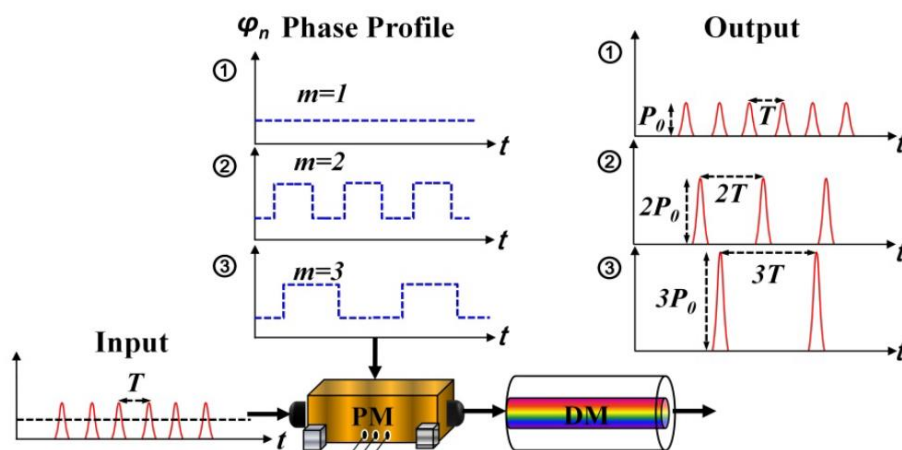 φn Phase Profile
①
m=1
t
②
m=2
t
③
m=3
t
Input
T
t
PM
DM
Output
①
P0
T
t
②
2P0
2T
t
③
3P0
3T
t